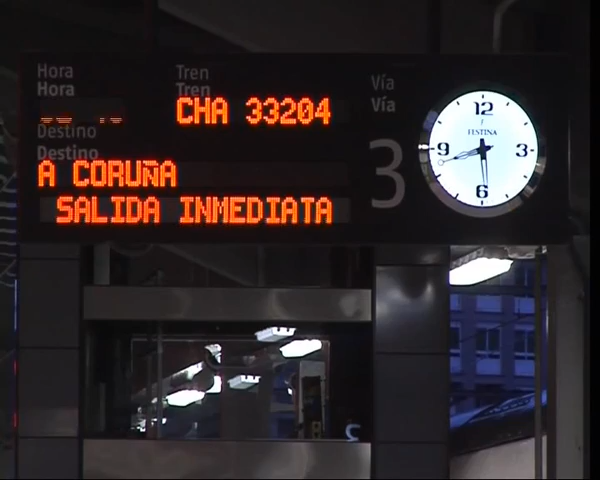 Hora Tren Vía
Hora Tren Vía
CHA 33204
Destino
Destino
A CORUÑA
3
SALIDA INMEDIATA
12
FESTINA
9 3
6